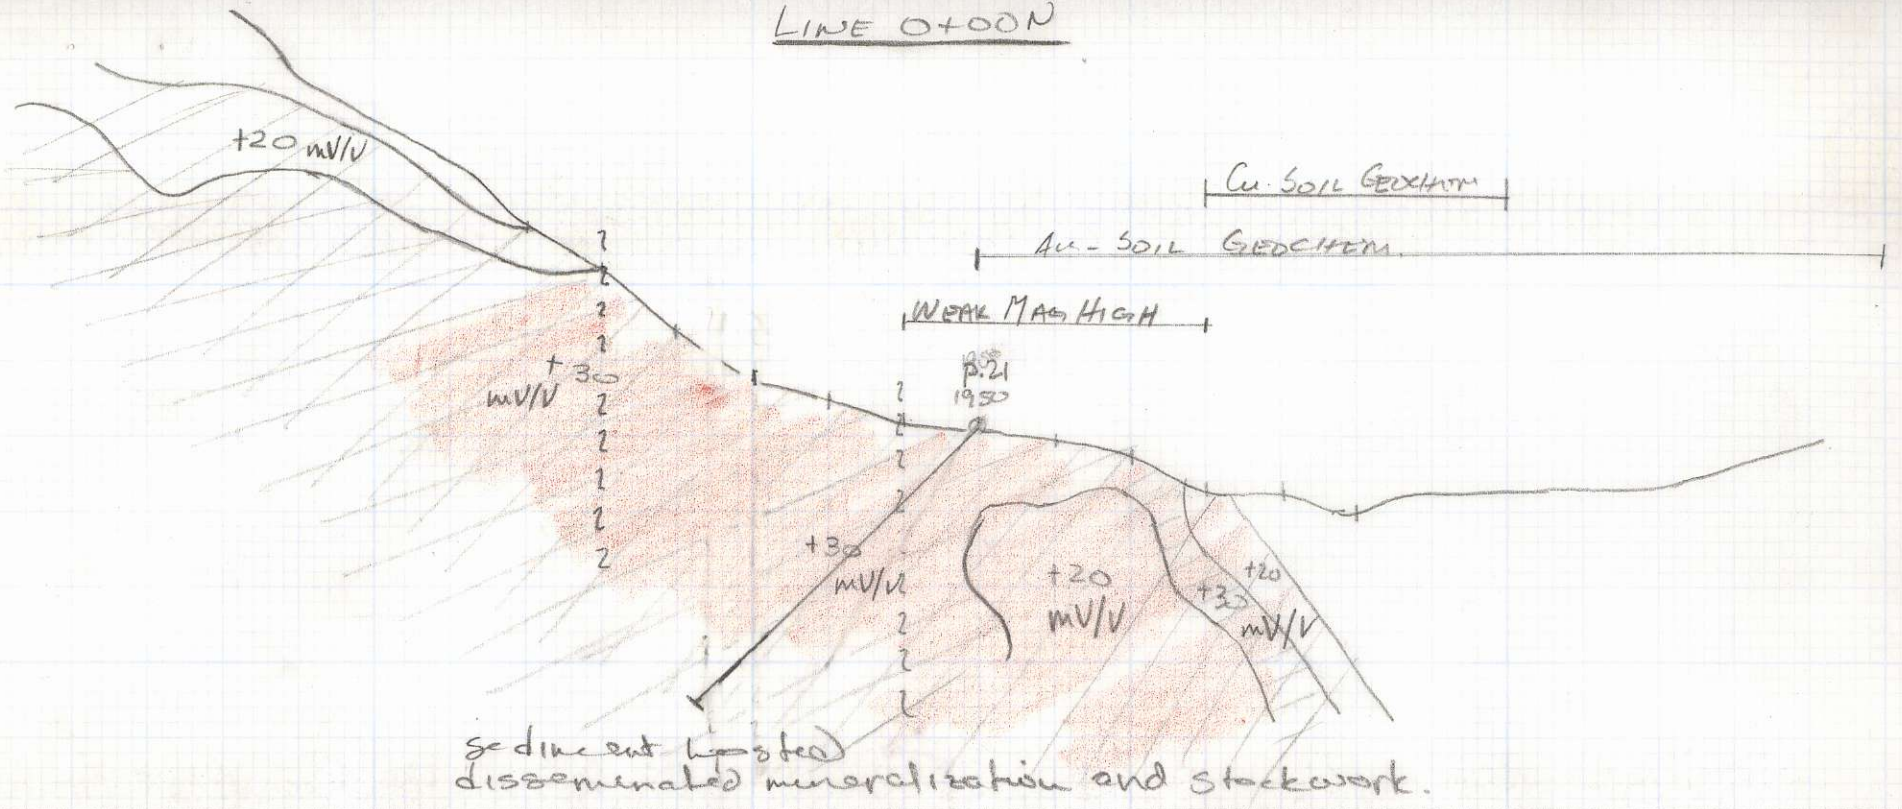 LINE 0+00N
+20 mV/V
Cu. SOIL GEOCHEM
Au - SOIL GEOCHEM.
WEAK MAG HIGH
+30
mV/V
p.21
1950
+30
mV/V
+20
mV/V
+20
+30
mV/V
sediment hosted
disseminated mineralization and stockwork.